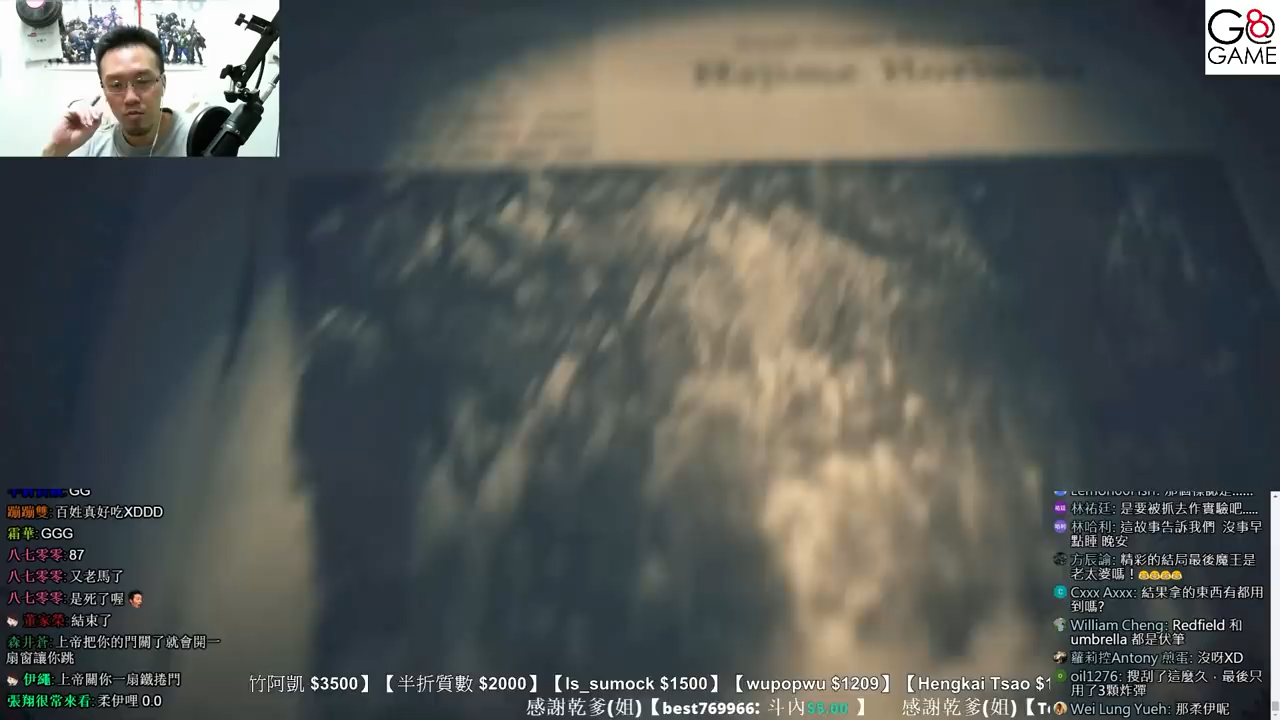 G8
GAME
GG
蹦蹦雙: 百姓真好吃XDDD
霜華: GGG
八七零零: 87
八七零零: 又老馬了
八七零零: 是死了喔
董家榮: 結束了
森井蒼: 上帝把你的門關了就會開一
扇窗讓你跳
伊繩: 上帝關你一扇鐵捲門
張翔很常來看: 柔伊哩 0.0
林祐廷: 是要被抓去作實驗吧.....
林哈利: 這故事告訴我們 沒事早
點睡 晚安
方辰諭: 精彩的結局最後魔王是
老太婆嗎！
Cxxx Axxx: 結果拿的東西有都用
到嗎?
William Cheng: Redfield 和
umbrella 都是伏筆
蘿莉控Antony 煎蛋: 沒呀XD
oil1276: 搜刮了這麼久，最後只
用了3顆炸彈
Wei Lung Yueh: 那柔伊呢
竹阿凱 $3500】【半折質數 $2000】【ls_sumock $1500】【wupopwu $1209】【Hengkai Tsao $1
感謝乾爹(姐)【best769966: 斗內$5.00 】 感謝乾爹(姐)【